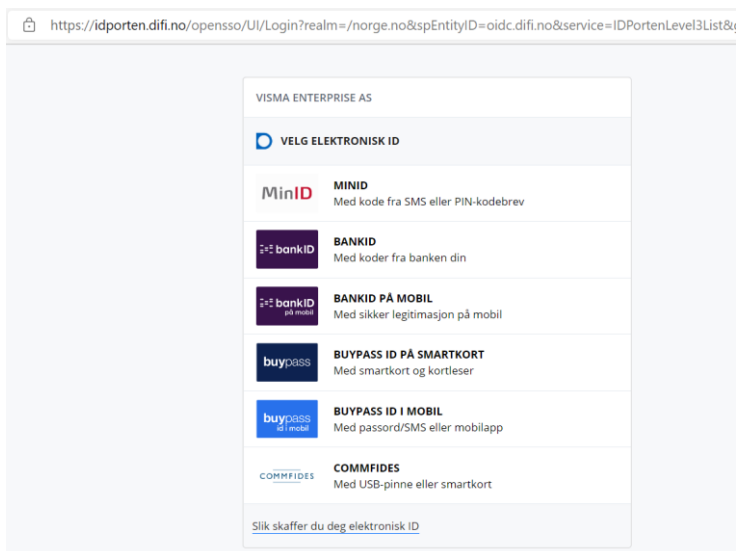 https://idporten.difi.no/opensso/UI/Login?realm=/norge.no&spEntityID=oidc.difi.no&service=IDPortenLevel3List&g
VISMA ENTERPRISE AS
VELG ELEKTRONISK ID
MinID
MINID
Med kode fra SMS eller PIN-kodebrev
bankID
BANKID
Med koder fra banken din
bankID
på mobil
BANKID PÅ MOBIL
Med sikker legitimasjon på mobil
buypass
BUYPASS ID PÅ SMARTKORT
Med smartkort og kortleser
buypass
id i mobil
BUYPASS ID I MOBIL
Med passord/SMS eller mobilapp
COMMFIDES
COMMFIDES
Med USB-pinne eller smartkort
Slik skaffer du deg elektronisk ID